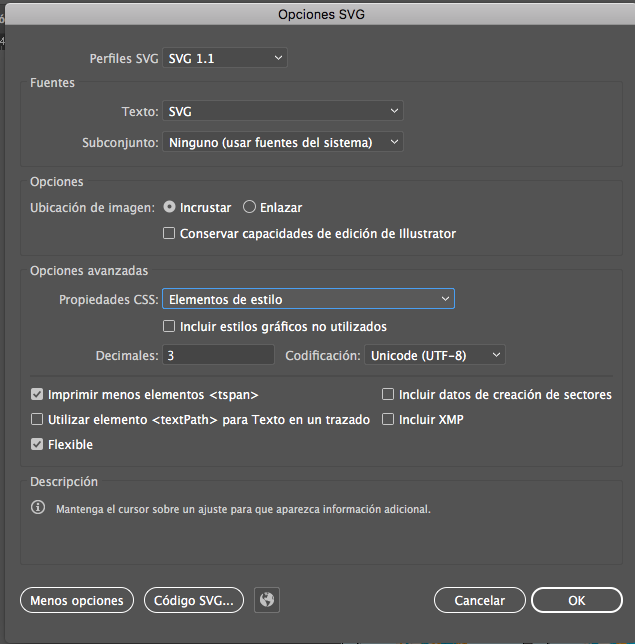 Opciones SVG
Perfiles SVG SVG 1.1
Fuentes
Texto: SVG
Subconjunto: Ninguno (usar fuentes del sistema)
Opciones
Ubicación de imagen: Incrustar Enlazar
Conservar capacidades de edición de Illustrator
Opciones avanzadas
Propiedades CSS: Elementos de estilo
Incluir estilos gráficos no utilizados
Decimales: 3 Codificación: Unicode (UTF-8)
Imprimir menos elementos <tspan> Incluir datos de creación de sectores
Utilizar elemento <textPath> para Texto en un trazado Incluir XMP
Flexible
Descripción
Mantenga el cursor sobre un ajuste para que aparezca información adicional.
Menos opciones Código SVG... Cancelar OK